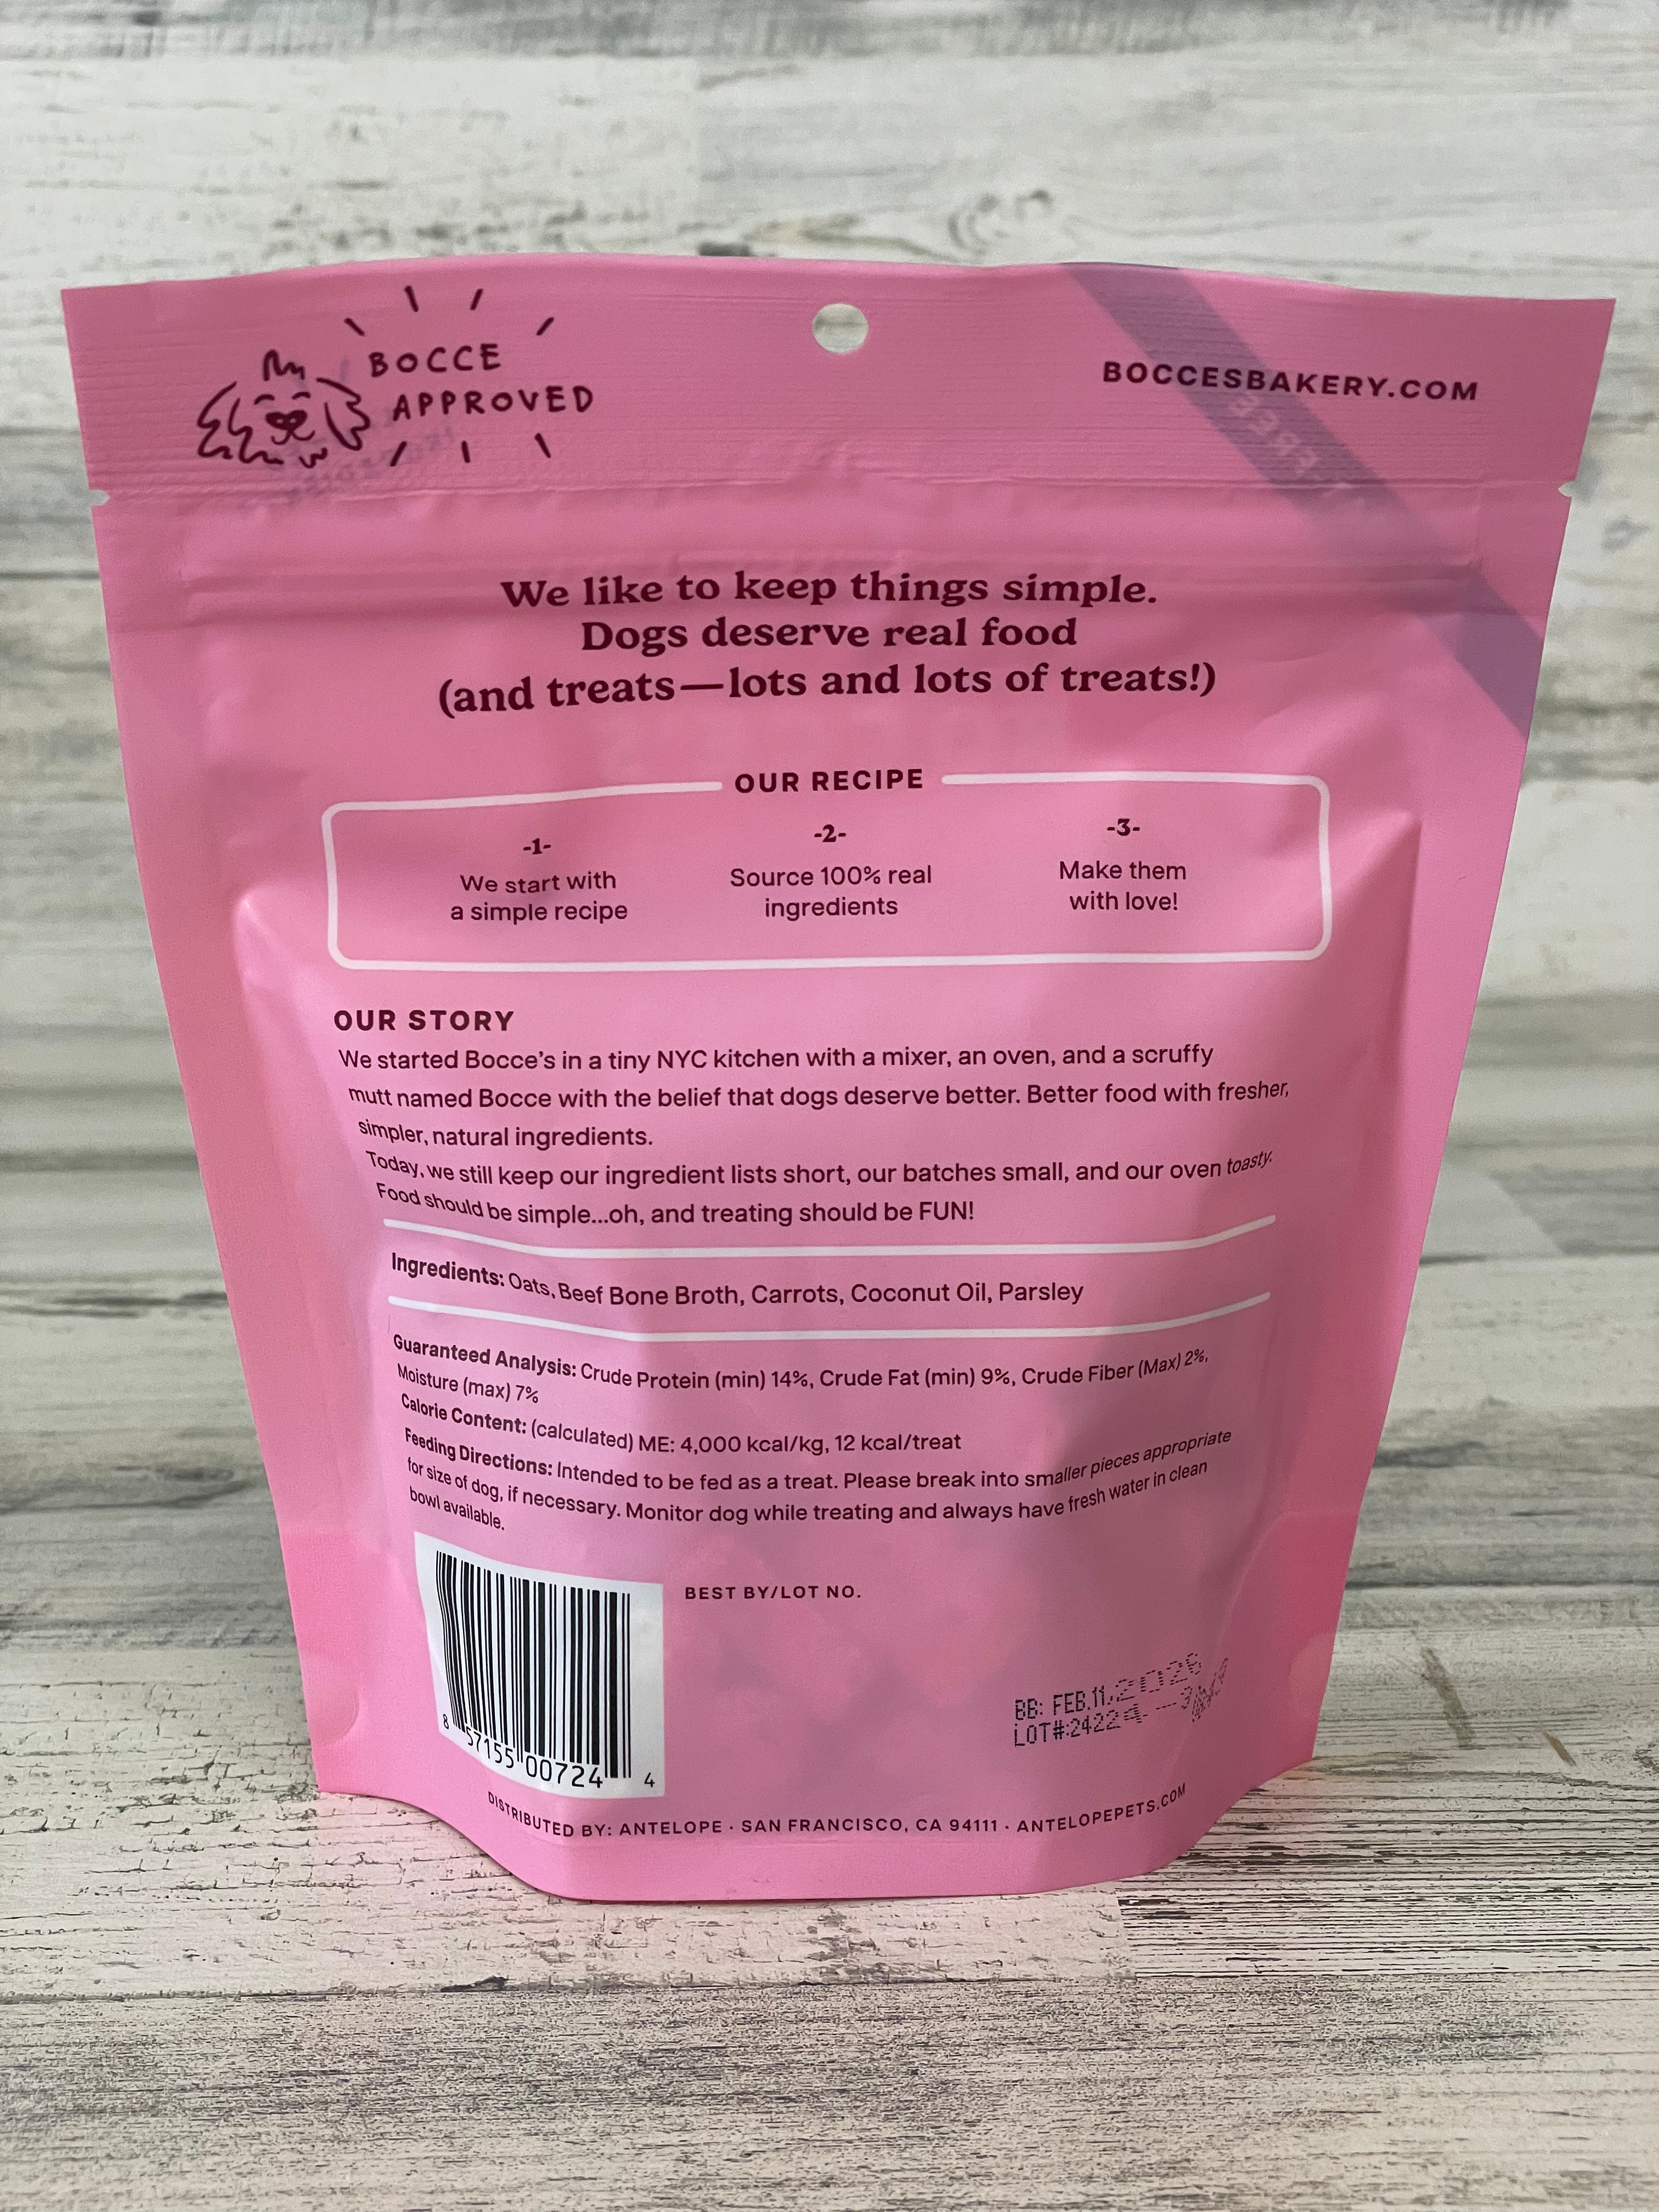 BOCCE
APPROVED
BOCCESBAKERY.COM
We like to keep things simple.
Dogs deserve real food
(and treats—lots and lots of treats!)
OUR RECIPE
-1-
We start with
a simple recipe
-2-
Source 100% real
ingredients
-3-
Make them
with love!
OUR STORY
We started Bocce's in a tiny NYC kitchen with a mixer, an oven, and a scruffy
mutt named Bocce with the belief that dogs deserve better. Better food with fresher,
simpler, natural ingredients.
Today, we still keep our ingredient lists short, our batches small, and our oven toasty.
Food should be simple...oh, and treating should be FUN!
Ingredients: Oats, Beef Bone Broth, Carrots, Coconut Oil, Parsley
Guaranteed Analysis: Crude Protein (min) 14%, Crude Fat (min) 9%, Crude Fiber (Max) 2%,
Moisture (max) 7%
Calorie Content: (calculated) ME: 4,000 kcal/kg, 12 kcal/treat
Feeding Directions: Intended to be fed as a treat. Please break into smaller pieces appropriate
for size of dog, if necessary. Monitor dog while treating and always have fresh water in clean
bowl available.
BEST BY/LOT NO.
BB: FEB.11.2026
8 57155 00724 4
DISTRIBUTED BY: ANTELOPE · SAN FRANCISCO, CA 94111 · ANTELOPEPETS.COM